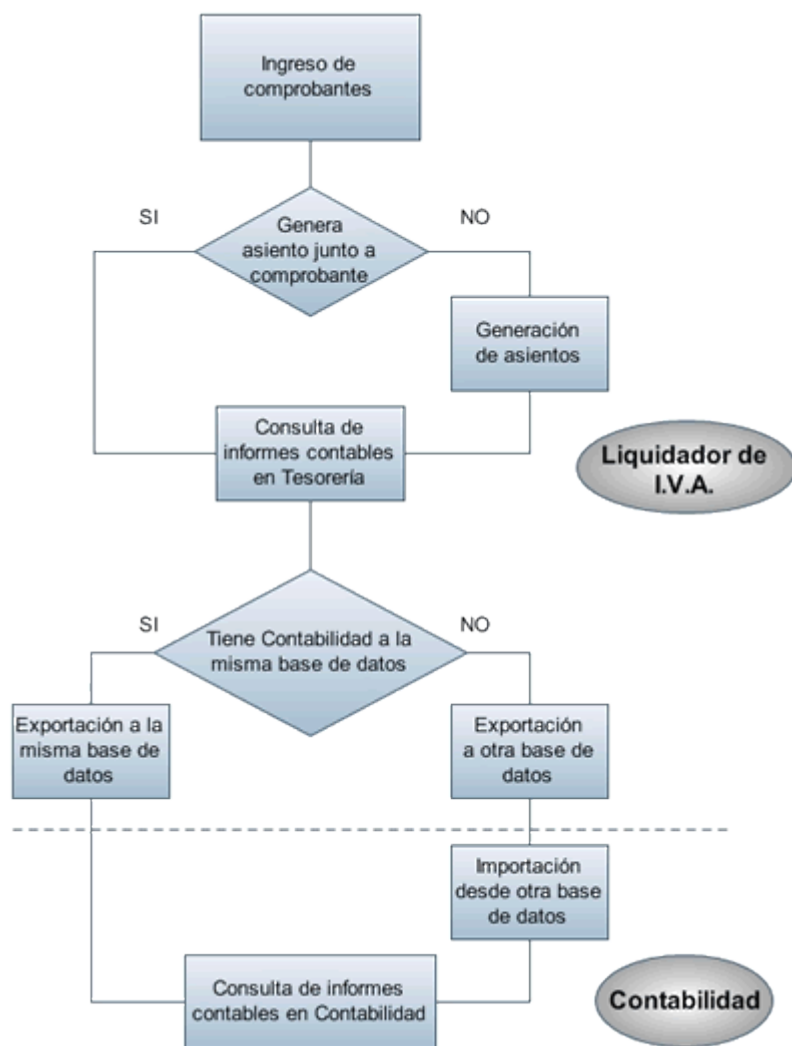 Ingreso de
comprobantes
SI
NO
Genera
asiento junto a
comprobante
Generación
de asientos
Consulta de
informes contables
en Tesorería
Liquidador de
I.V.A.
SI
NO
Tiene Contabilidad a la
misma base de datos
Exportación a la
misma base de
datos
Exportación
a otra base de
datos
Importación
desde otra base
de datos
Consulta de informes
contables en Contabilidad
Contabilidad